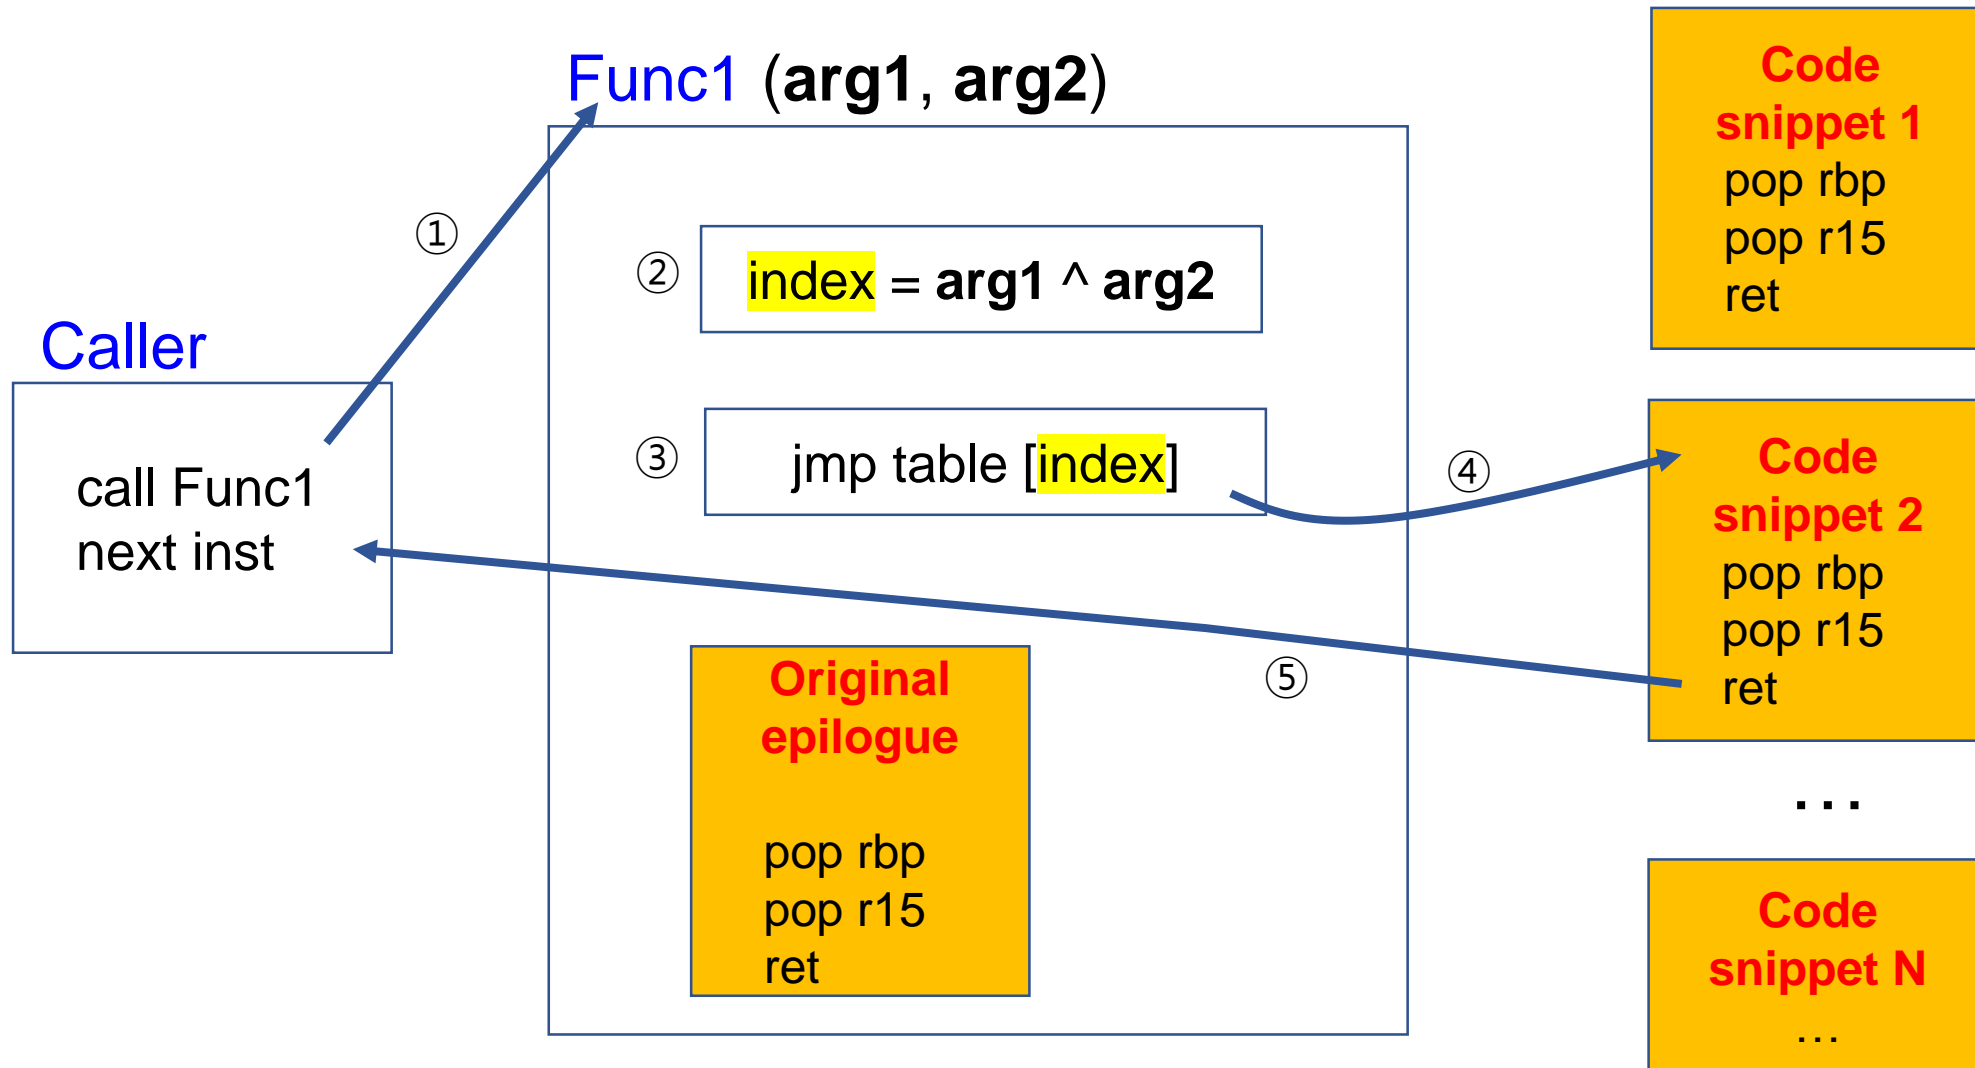 Func1 (arg1, arg2)
①
②
index = arg1 ^ arg2
③
jmp table [index]
④
⑤
Caller
call Func1
next inst
Original
epilogue
pop rbp
pop r15
ret
Code
snippet 1
pop rbp
pop r15
ret
Code
snippet 2
pop rbp
pop r15
ret
...
Code
snippet N
...